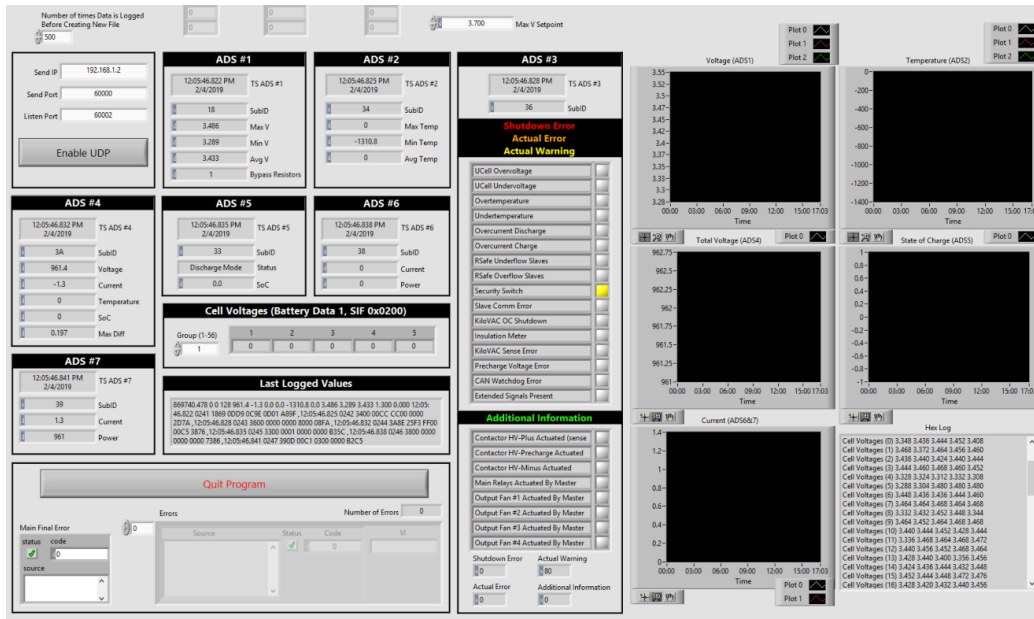 Number of times Data is Logged
Before Creating New File
500
0 0 0
0 0 0
3.700 Max V Setpoint
Send IP 192.168.1.2
Send Port 60000
Listen Port 60002
Enable UDP
ADS #1
12:05:46.822 PM
2/4/2019
TS ADS #1
18 SubID
3.486 Max V
3.289 Min V
3.433 Avg V
1 Bypass Resistors
ADS #2
12:05:46.825 PM
2/4/2019
TS ADS #2
34 SubID
0 Max Temp
-1310.8 Min Temp
0 Avg Temp
ADS #3
12:05:46.828 PM
2/4/2019
TS ADS #3
36 SubID
Shutdown Error
Actual Error
Actual Warning
UCell Overvoltage
UCell Undervoltage
Overtemperature
Undertemperature
Overcurrent Discharge
Overcurrent Charge
RSafe Underflow Slaves
RSafe Overflow Slaves
Security Switch
Slave Comm Error
KiloVAC OC Shutdown
Insulation Meter
KiloVAC Sense Error
Precharge Voltage Error
CAN Watchdog Error
Extended Signals Present
Additional Information
Contactor HV-Plus Actuated (sense
Contactor HV-Precharge Actuated
Contactor HV-Minus Actuated
Main Relays Actuated By Master
Output Fan #1 Actuated By Master
Output Fan #2 Actuated By Master
Output Fan #3 Actuated By Master
Output Fan #4 Actuated By Master
Shutdown Error Actual Warning
0 80
Actual Error Additional Information
0 0
ADS #4
12:05:46.832 PM
2/4/2019
TS ADS #4
3A SubID
961.4 Voltage
-1.3 Current
0 Temperature
0 SoC
0.197 Max Diff
ADS #5
12:05:46.835 PM
2/4/2019
TS ADS #5
33 SubID
Discharge Mode Status
0.0 SoC
ADS #6
12:05:46.838 PM
2/4/2019
TS ADS #6
38 SubID
0 Current
0 Power
Cell Voltages (Battery Data 1, SIF 0x0200)
Group (1-56) 1 2 3 4 5
1 0 0 0 0 0
ADS #7
12:05:46.841 PM
2/4/2019
TS ADS #7
39 SubID
1.3 Current
961 Power
Last Logged Values
869740.478 0 0 128 961.4 -1.3 0.0 0.0 -1310.8 0.0 3.486 3.289 3.433 1.300 0.000 12:05:
46.822 0241 1869 0DD9 0C9E 0D01 AB9F ,12:05:46.825 0242 3400 00CC CC00 0000
2D7A ,12:05:46.828 0243 3600 0000 0000 8000 08FA ,12:05:46.832 0244 3A8E 25F3 FF00
00C5 3876 ,12:05:46.835 0245 3300 0001 0000 0000 B35C ,12:05:46.838 0246 3800 0000
0000 0000 7386 ,12:05:46.841 0247 390D 00C1 0300 0000 B2C5
Quit Program
Errors
Number of Errors 0
Main Final Error
status code
0
source
0
Source Status Code VI
0
Voltage (ADS1)
Plot 0
Plot 1
Plot 2
3.55
3.52
3.5
3.47
3.45
3.42
3.4
3.37
3.35
3.33
3.3
3.28
00:00 03:00 06:00 09:00 12:00 15:00 17:03
Time
Temperature (ADS2)
Plot 0
Plot 1
Plot 2
0
-200
-400
-600
-800
-1000
-1200
-1400
00:00 03:00 06:00 09:00 12:00 15:00 17:03
Time
Total Voltage (ADS4)
Plot 0
962.75
962.5
962.25
962
961.75
961.5
961.25
961
00:00 03:00 06:00 09:00 12:00 15:00 17:03
Time
State of Charge (ADS5)
Plot 0
1
0.8
0.6
0.4
0.2
0
-0.2
-0.4
-0.6
-0.8
-1
00:00 03:00 06:00 09:00 12:00 15:00 17:03
Time
Current (ADS6&7)
1.4
1.2
1
0.8
0.6
0.4
0.2
0
00:00 03:00 06:00 09:00 12:00 15:00 17:03
Time
Plot 0
Plot 1
Hex Log
Cell Voltages (0) 3.348 3.436 3.444 3.452 3.408
Cell Voltages (1) 3.468 3.372 3.464 3.456 3.460
Cell Voltages (2) 3.436 3.440 3.424 3.440 3.444
Cell Voltages (3) 3.444 3.460 3.468 3.460 3.452
Cell Voltages (4) 3.328 3.324 3.312 3.332 3.308
Cell Voltages (5) 3.288 3.304 3.480 3.480 3.480
Cell Voltages (6) 3.448 3.436 3.436 3.444 3.460
Cell Voltages (7) 3.464 3.464 3.468 3.464 3.468
Cell Voltages (8) 3.332 3.432 3.452 3.448 3.344
Cell Voltages (9) 3.464 3.452 3.464 3.468 3.468
Cell Voltages (10) 3.440 3.444 3.452 3.428 3.444
Cell Voltages (11) 3.336 3.468 3.464 3.468 3.472
Cell Voltages (12) 3.440 3.456 3.452 3.468 3.464
Cell Voltages (13) 3.428 3.440 3.400 3.356 3.456
Cell Voltages (14) 3.424 3.436 3.444 3.432 3.448
Cell Voltages (15) 3.452 3.444 3.448 3.472 3.476
Cell Voltages (16) 3.428 3.420 3.432 3.440 3.456